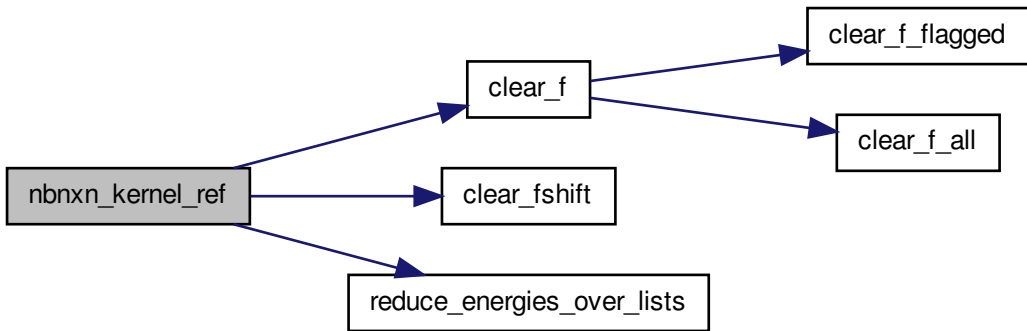 clear_f_flagged
clear_f
clear_f_all
nbnxn_kernel_ref
clear_fshift
reduce_energies_over_lists